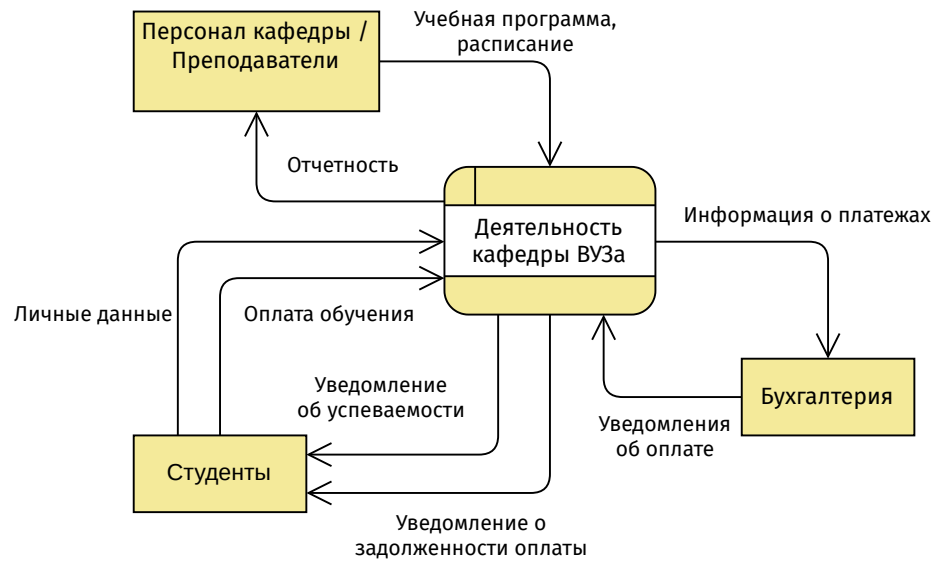 Персонал кафедры /
Преподаватели
Учебная программа,
расписание
Отчетность
Деятельность
кафедры ВУЗа
Информация о платежах
Личные данные
Оплата обучения
Уведомление
об успеваемости
Бухгалтерия
Уведомления
об оплате
Студенты
Уведомление о
задолженности оплаты